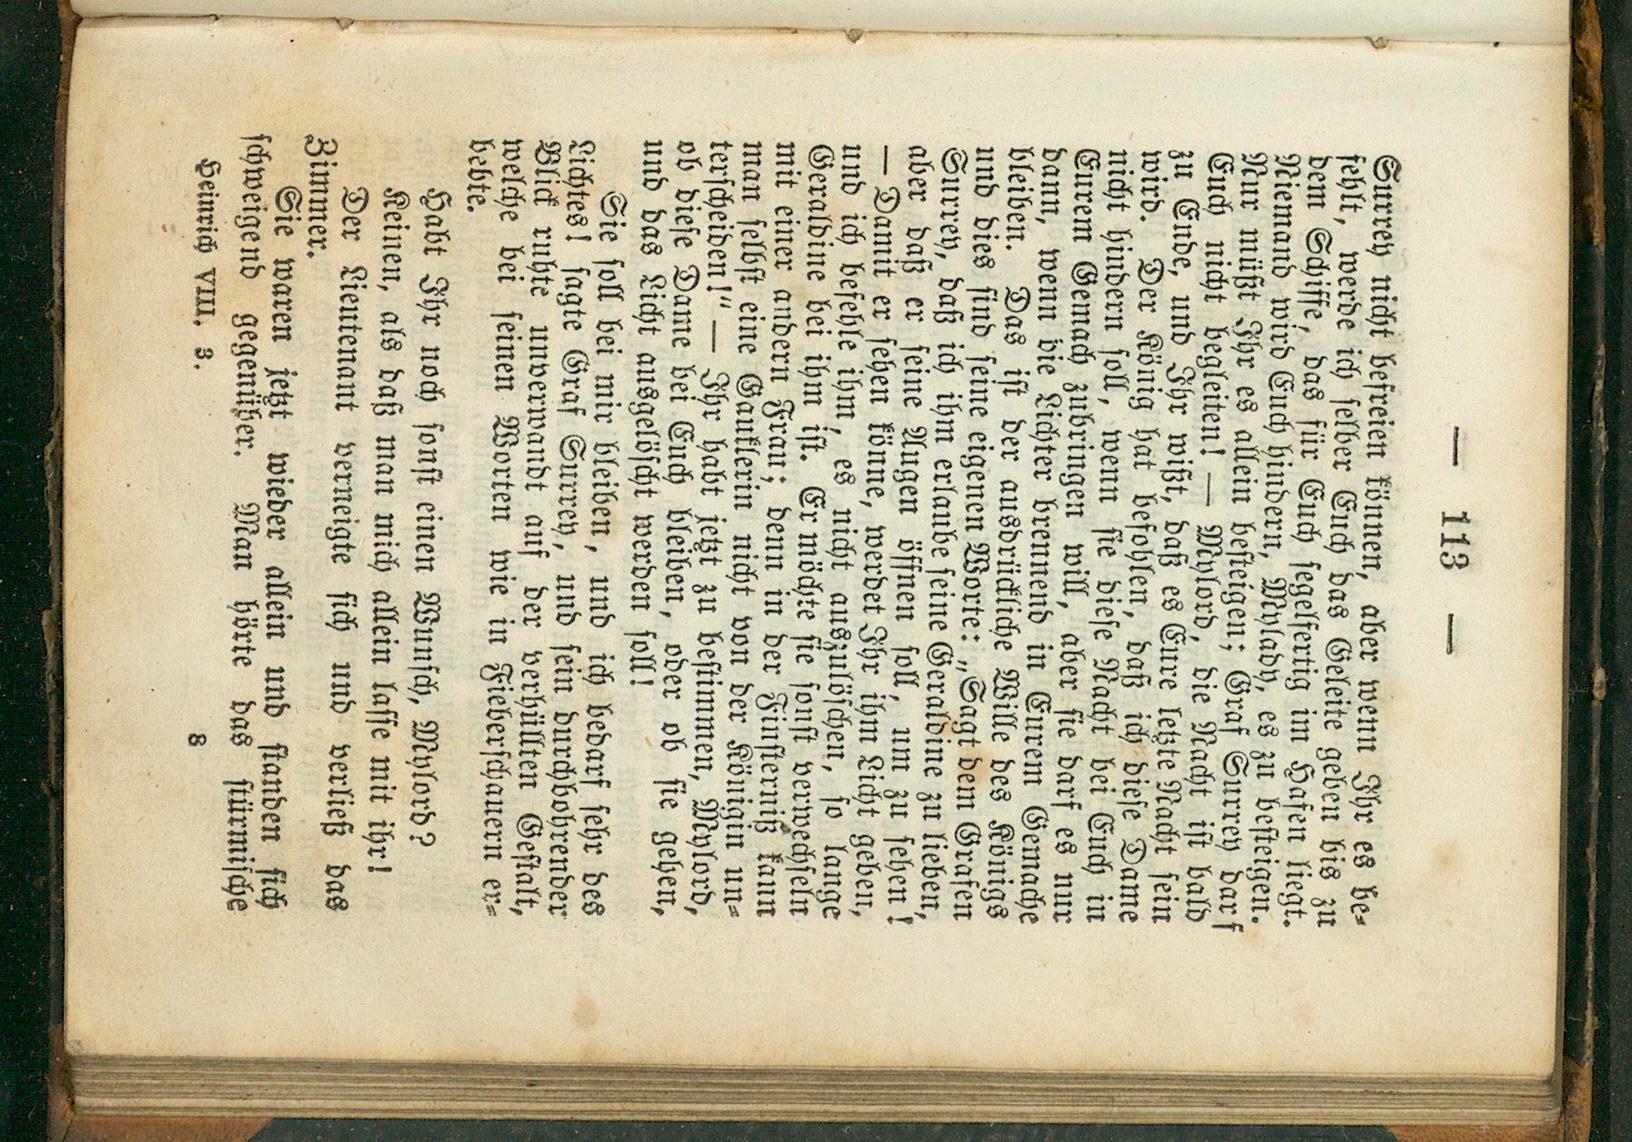 — 113 —
Surrey nicht befreien können, aber wenn Ihr es be-
fehlt, werde ich selber Euch das Geleite geben bis zu
dem Schiffe, das für Euch segelfertig im Hafen liegt.
Niemand wird Euch hindern, Mylady, es zu besteigen.
Nur müßt Ihr es allein besteigen; Graf Surrey darf
Euch nicht begleiten! — Mylord, die Nacht ist bald
zu Ende, und Ihr wißt, daß es Eure letzte Nacht sein
wird. Der König hat befohlen, daß ich diese Dame
nicht hindern soll, wenn sie diese Nacht bei Euch in
Eurem Gemach zubringen will, aber sie darf es nur
dann, wenn die Lichter brennend in Eurem Gemache
bleiben. Das ist der ausdrückliche Wille des Königs
und dies sind seine eigenen Worte: „Sagt dem Grafen
Surrey, daß ich ihm erlaube seine Geraldine zu lieben,
aber daß er seine Augen öffnen soll, um zu sehen!
— Damit er sehen könne, werdet Ihr ihm Licht geben,
und ich befehle ihm, es nicht auszulöschen, so lange
Geraldine bei ihm ist. Er möchte sie sonst verwechseln
mit einer andern Frau; denn in der Finsterniß kann
man selbst eine Gauklerin nicht von der Königin un-
terscheiden!“ — Ihr habt jetzt zu bestimmen, Mylord,
ob diese Dame bei Euch bleiben, oder ob sie gehen,
und das Licht ausgelöscht werden soll!
Sie soll bei mir bleiben, und ich bedarf sehr des
Lichtes! sagte Graf Surrey, und sein durchbohrender
Blick ruhte unverwandt auf der verhüllten Gestalt,
welche bei seinen Worten wie in Fieberschauern er-
bebte.
Habt Ihr noch sonst einen Wunsch, Mylord?
Keinen, als daß man mich allein lasse mit ihr!
Der Lieutenant verneigte sich und verließ das
Zimmer.
Sie waren jetzt wieder allein und standen sich
schweigend gegenüber. Man hörte das stürmische
Heinrich VIII. 3. 8